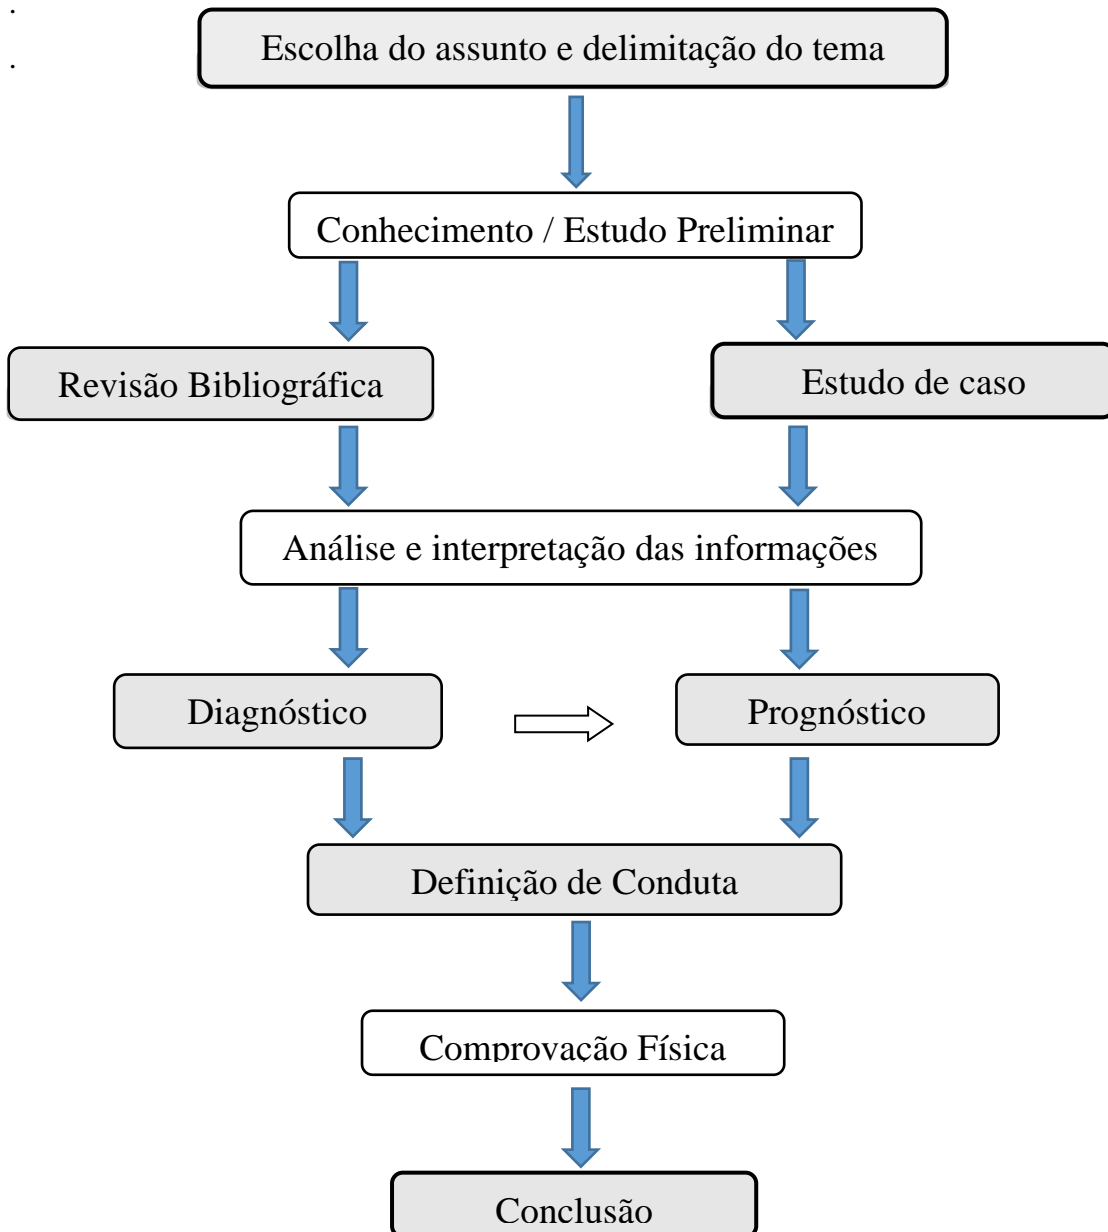 .
Escolha do assunto e delimitação do tema
.
Conhecimento / Estudo Preliminar
Revisão Bibliográfica
Estudo de caso
Análise e interpretação das informações
Diagnóstico
Prognóstico
Definição de Conduta
Comprovação Física
Conclusão